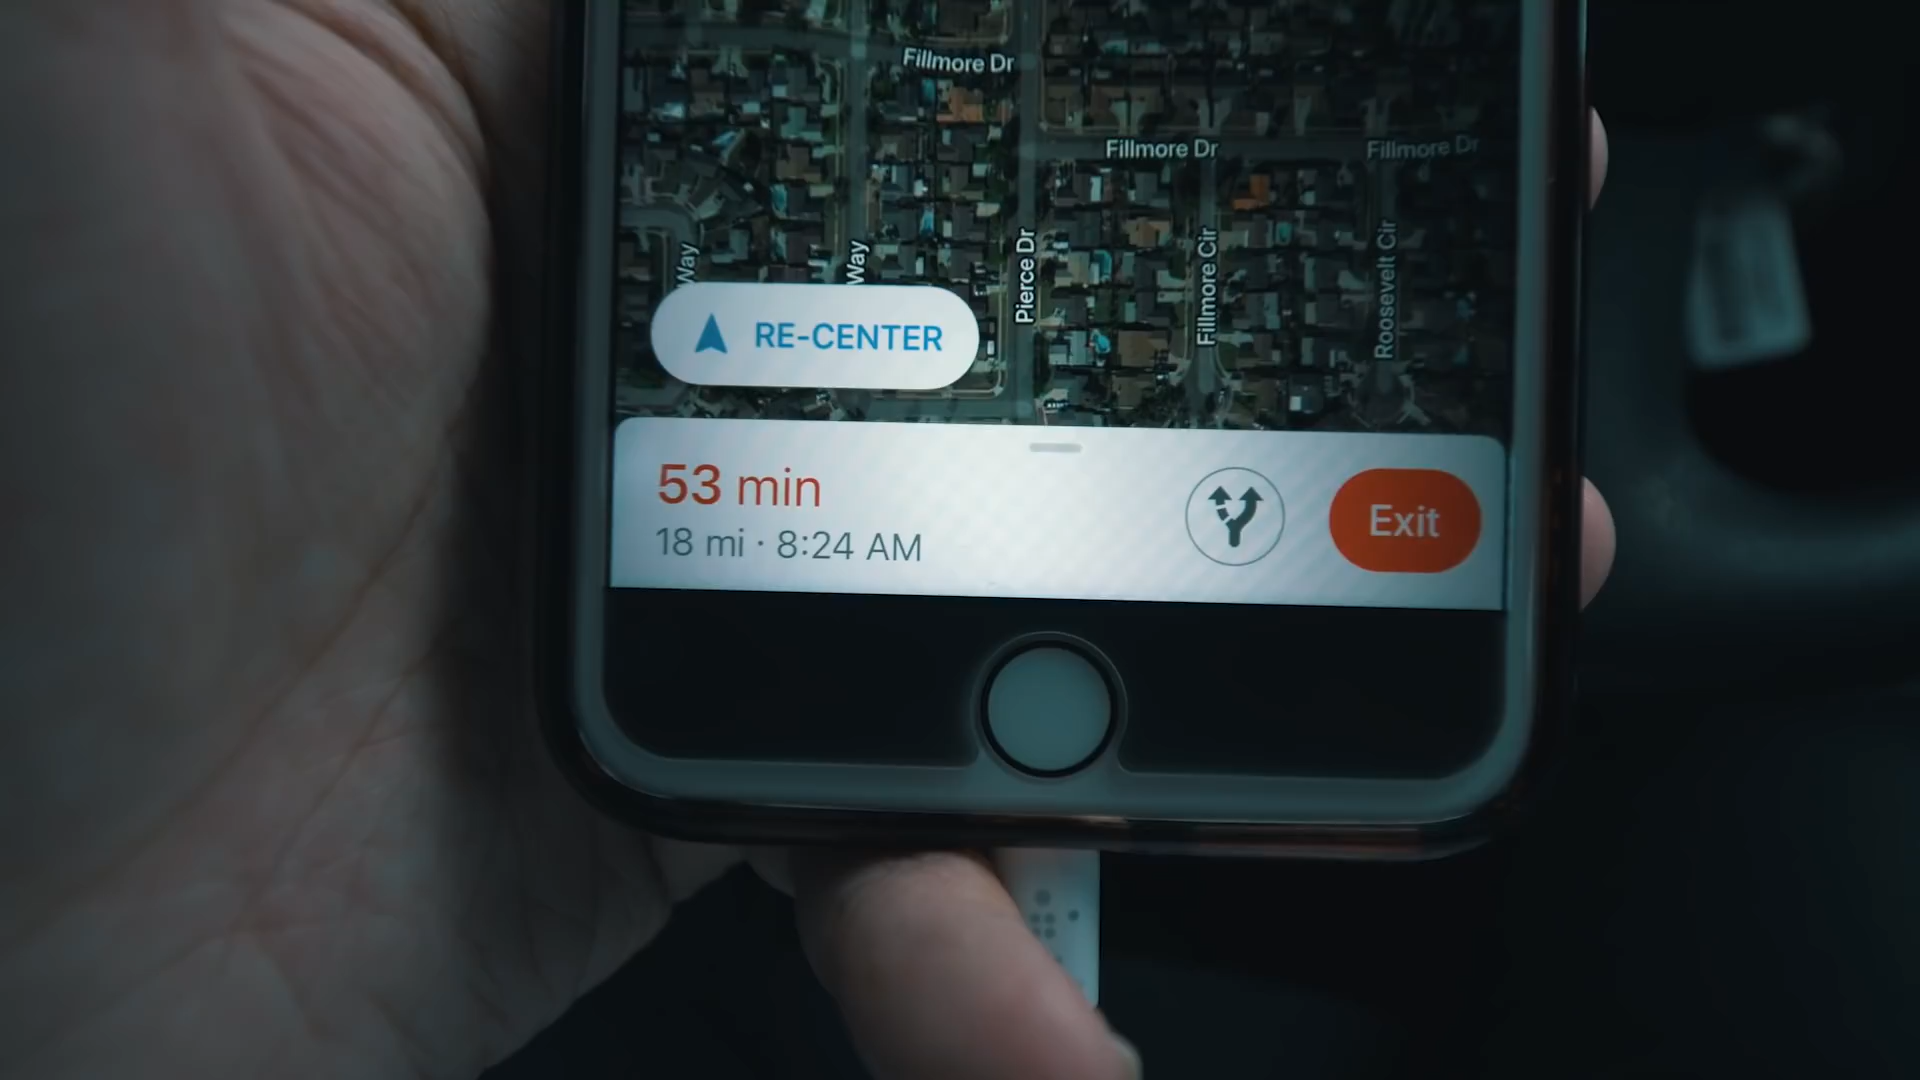 Fillmore Dr
Fillmore Dr
Fillmore Dr
Way
Way
Pierce Dr
Fillmore Cir
Roosevelt Cir
RE-CENTER
53 min
18 mi · 8:24 AM
Exit